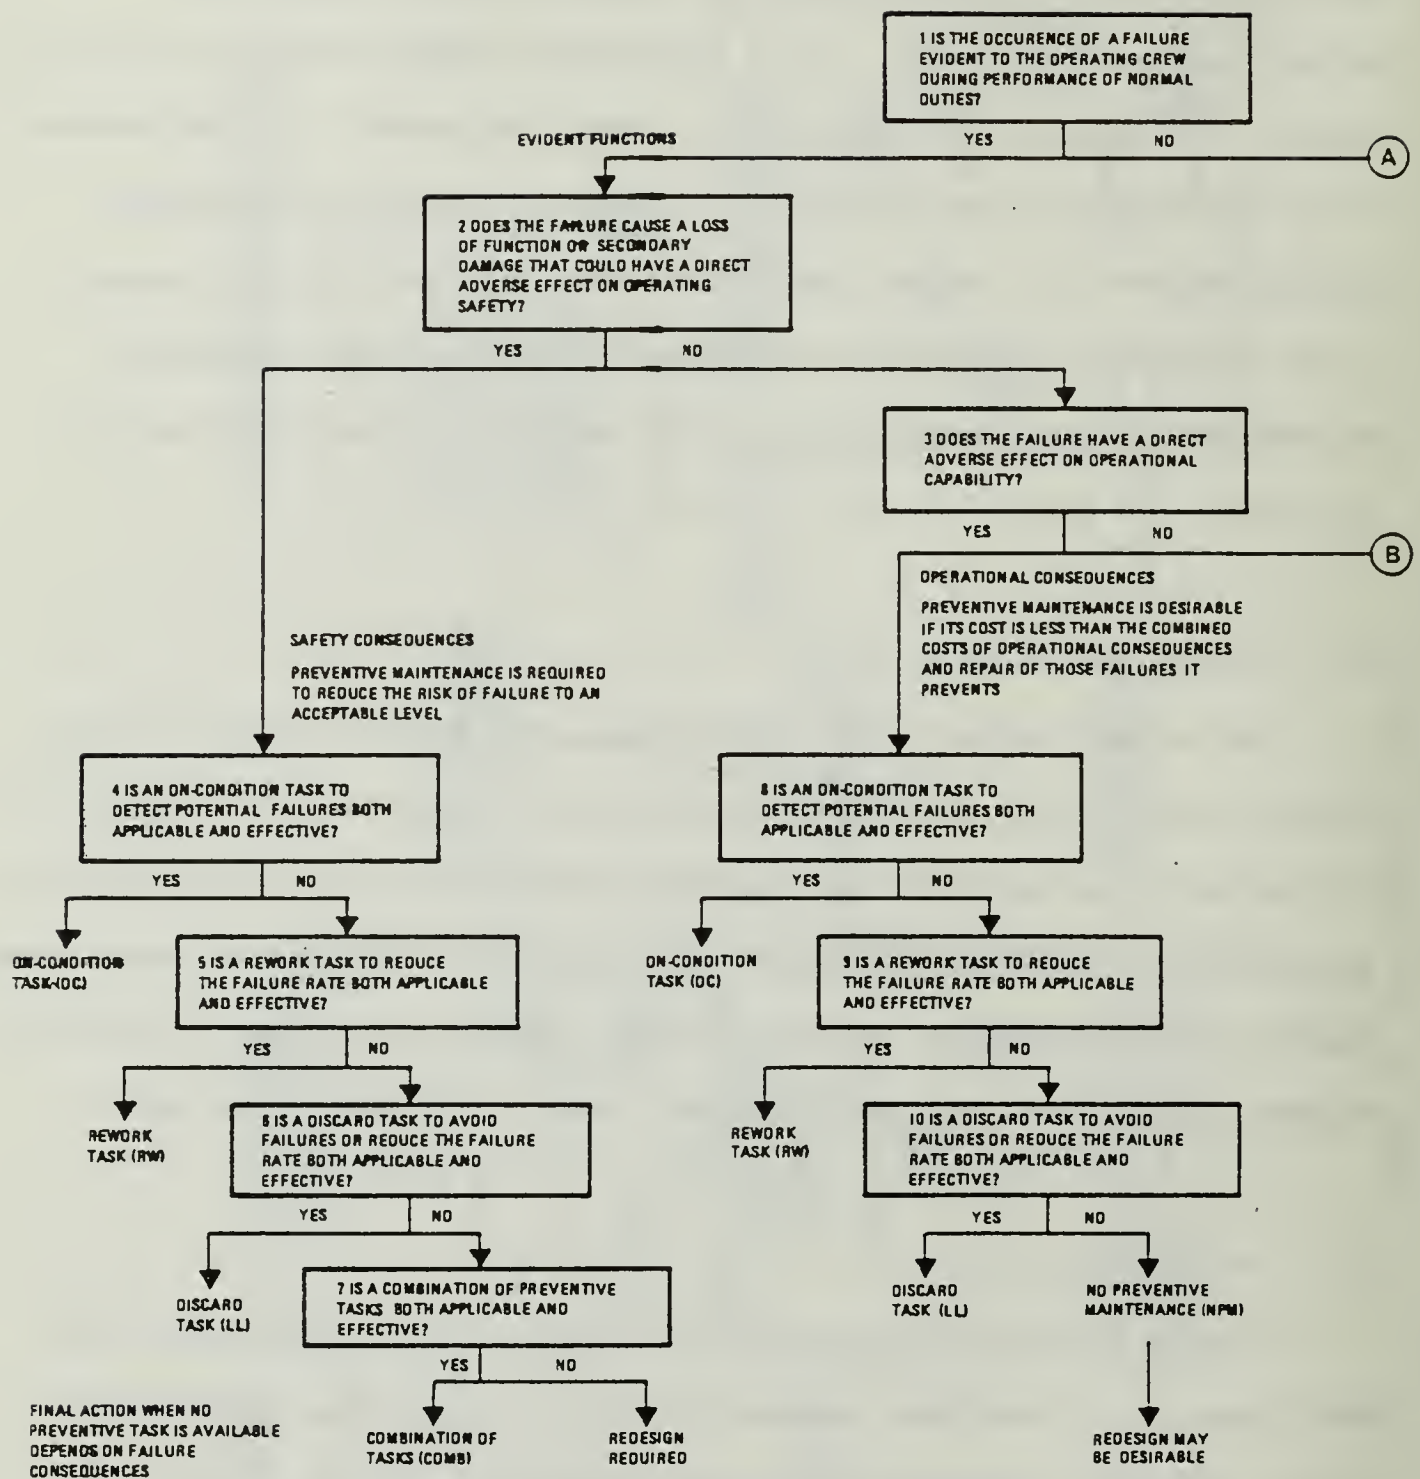 1 IS THE OCCURENCE OF A FAILURE
EVIDENT TO THE OPERATING CREW
DURING PERFORMANCE OF NORMAL
DUTIES?
YES
NO
EVIDENT FUNCTIONS
A
2 DOES THE FAILURE CAUSE A LOSS
OF FUNCTION OR SECONDARY
DAMAGE THAT COULD HAVE A DIRECT
ADVERSE EFFECT ON OPERATING
SAFETY?
YES
NO
3 DOES THE FAILURE HAVE A DIRECT
ADVERSE EFFECT ON OPERATIONAL
CAPABILITY?
YES
NO
B
OPERATIONAL CONSEQUENCES
PREVENTIVE MAINTENANCE IS DESIRABLE
IF ITS COST IS LESS THAN THE COMBINED
COSTS OF OPERATIONAL CONSEQUENCES
AND REPAIR OF THOSE FAILURES IT
PREVENTS
SAFETY CONSEQUENCES
PREVENTIVE MAINTENANCE IS REQUIRED
TO REDUCE THE RISK OF FAILURE TO AN
ACCEPTABLE LEVEL
4 IS AN ON-CONDITION TASK TO
DETECT POTENTIAL FAILURES BOTH
APPLICABLE AND EFFECTIVE?
YES
NO
8 IS AN ON-CONDITION TASK TO
DETECT POTENTIAL FAILURES BOTH
APPLICABLE AND EFFECTIVE?
YES
NO
ON-CONDITION
TASK-(OC)
5 IS A REWORK TASK TO REDUCE
THE FAILURE RATE BOTH APPLICABLE
AND EFFECTIVE?
YES
NO
ON-CONDITION
TASK (OC)
9 IS A REWORK TASK TO REDUCE
THE FAILURE RATE BOTH APPLICABLE
AND EFFECTIVE?
YES
NO
REWORK
TASK (RW)
6 IS A DISCARD TASK TO AVOID
FAILURES OR REDUCE THE FAILURE
RATE BOTH APPLICABLE AND
EFFECTIVE?
YES
NO
REWORK
TASK (RW)
10 IS A DISCARD TASK TO AVOID
FAILURES OR REDUCE THE FAILURE
RATE BOTH APPLICABLE AND
EFFECTIVE?
YES
NO
DISCARD
TASK (LL)
7 IS A COMBINATION OF PREVENTIVE
TASKS BOTH APPLICABLE AND
EFFECTIVE?
YES
NO
DISCARD
TASK (LL)
NO PREVENTIVE
MAINTENANCE (NPM)
FINAL ACTION WHEN NO
PREVENTIVE TASK IS AVAILABLE
DEPENDS ON FAILURE
CONSEQUENCES
COMBINATION OF
TASKS (COMB)
REDESIGN
REQUIRED
REDESIGN MAY
BE DESIRABLE